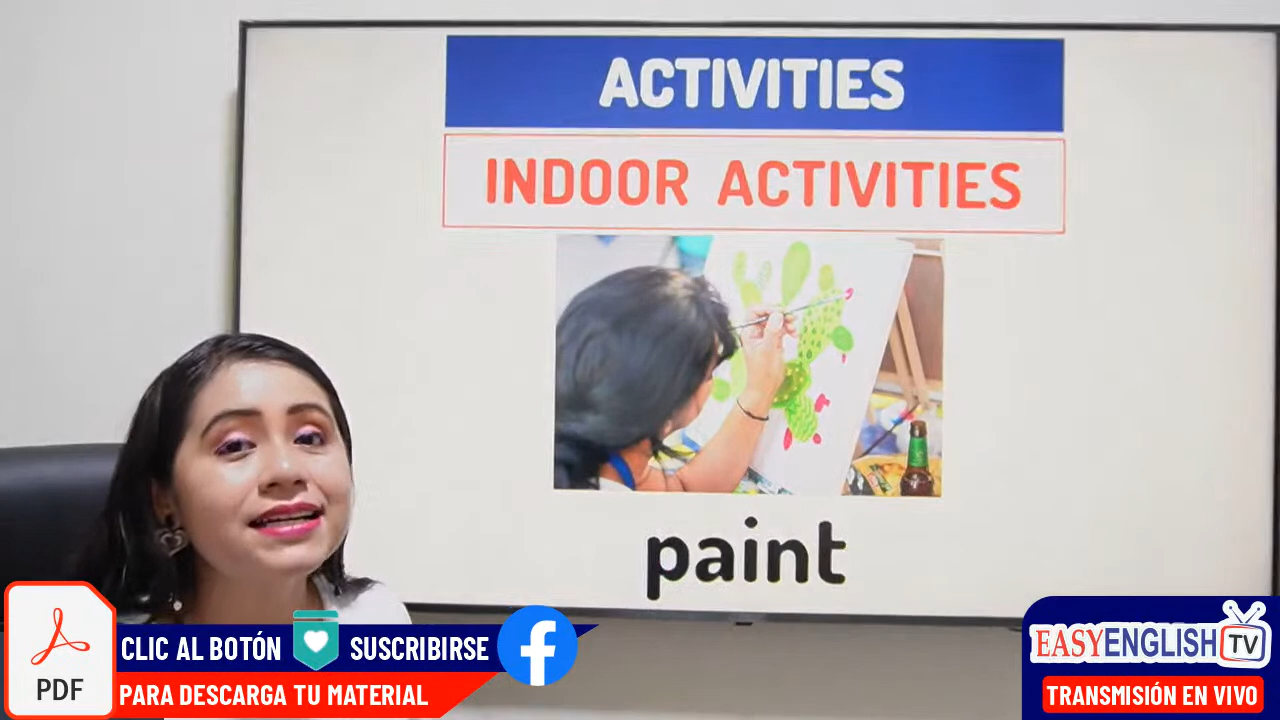 ACTIVITIES
INDOOR ACTIVITIES
paint
PDF
CLIC AL BOTÓN SUSCRIBIRSE
PARA DESCARGA TU MATERIAL
EASYENGLISH TV
TRANSMISIÓN EN VIVO